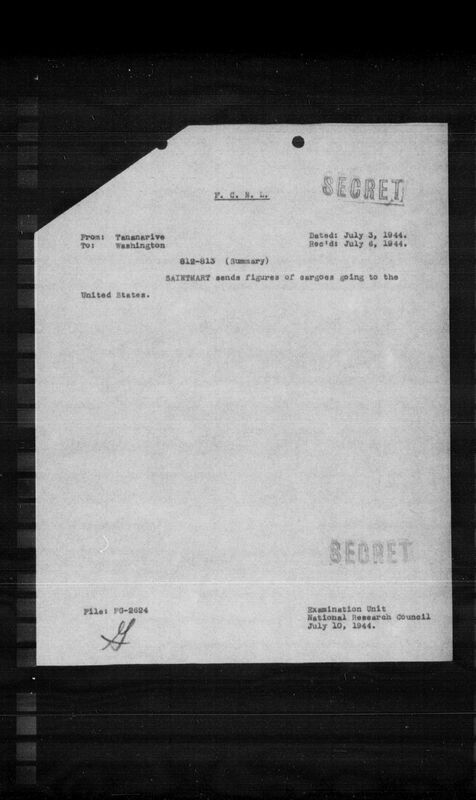 SECRET
F. C. N. L.
From: Tananarive Dated: July 3, 1944.
To: Washington Rec'd: July 6, 1944.
812-813 (Summary)
SAINTMART sends figures of cargoes going to the
United States.
SECRET
File: FG-2624 Examination Unit
National Research Council
July 10, 1944.